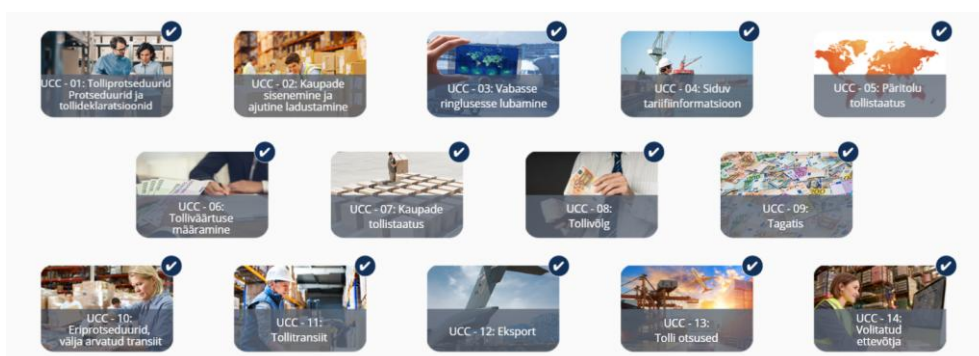 UCC - 01: Tolliprotseduurid
Protseduurid ja
tollideklaratsioonid
UCC - 02: Kaupade
sisenemine ja
ajutine ladustamine
UCC - 03: Vabasse
ringlusesse lubamine
UCC - 04: Siduv
tariifiinformatsioon
UCC - 05: Päritolu
tollistaatus
UCC - 06:
Tolliväärtuse
määramine
UCC - 07: Kaupade
tollistaatus
UCC - 08:
Tollivõlg
UCC - 09:
Tagatis
UCC - 10:
Eriprotseduurid,
välja arvatud transiit
UCC - 11:
Tollitransiit
UCC - 12: Eksport
UCC - 13:
Tolli otsused
UCC - 14:
Volitatud
ettevõtja